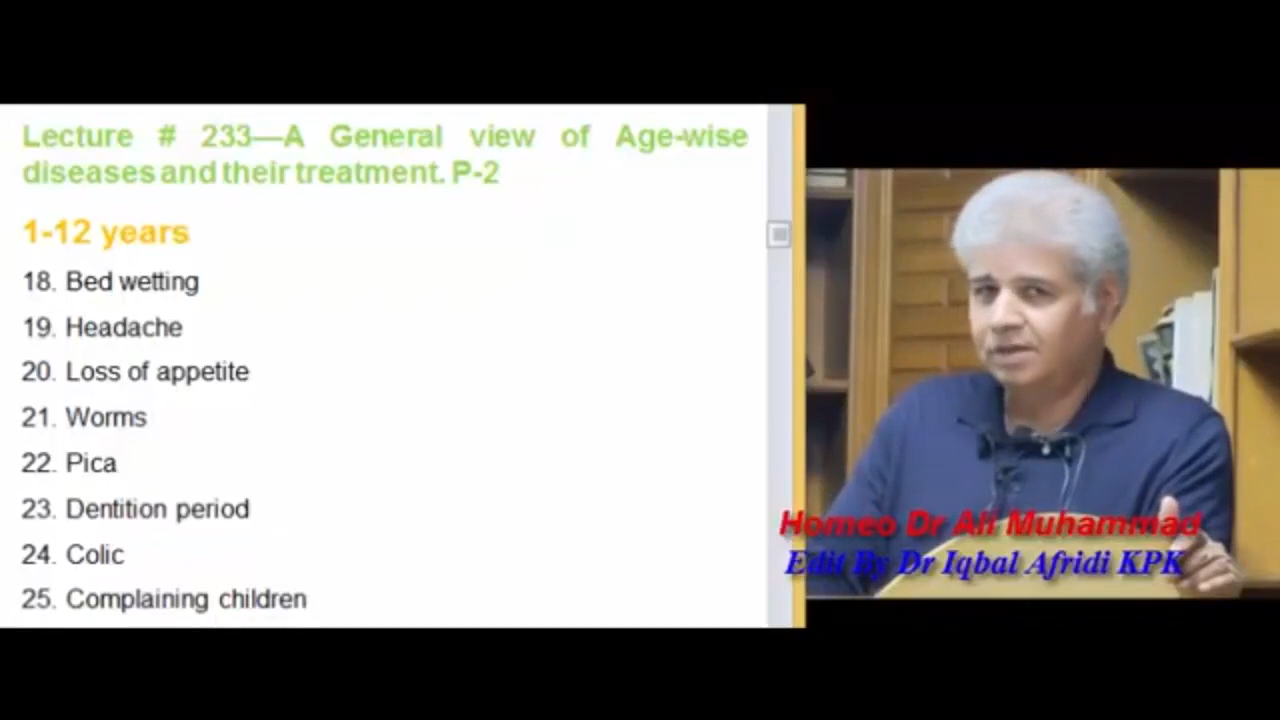 Lecture # 233—A General view of Age-wise
diseases and their treatment. P-2
1-12 years
18. Bed wetting
19. Headache
20. Loss of appetite
21. Worms
22. Pica
23. Dentition period
24. Colic
25. Complaining children
Homeo Dr Ali Muhammad
Edit By Dr Iqbal Afridi KPK